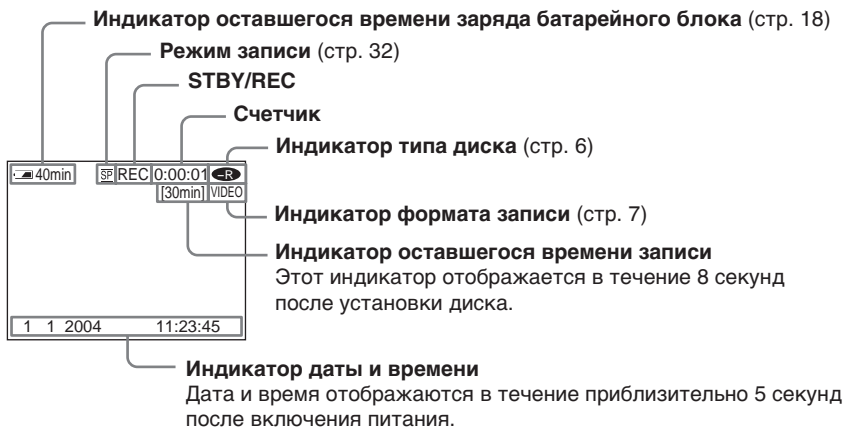 Индикатор оставшегося времени заряда батарейного блока (стр. 18)
Режим записи (стр. 32)
STBY/REC
Счетчик
Индикатор типа диска (стр. 6)
40min SP REC 0:00:01 -R
[30min] VIDEO
Индикатор формата записи (стр. 7)
Индикатор оставшегося времени записи
Этот индикатор отображается в течение 8 секунд
после установки диска.
1 1 2004 11:23:45
Индикатор даты и времени
Дата и время отображаются в течение приблизительно 5 секунд
после включения питания.